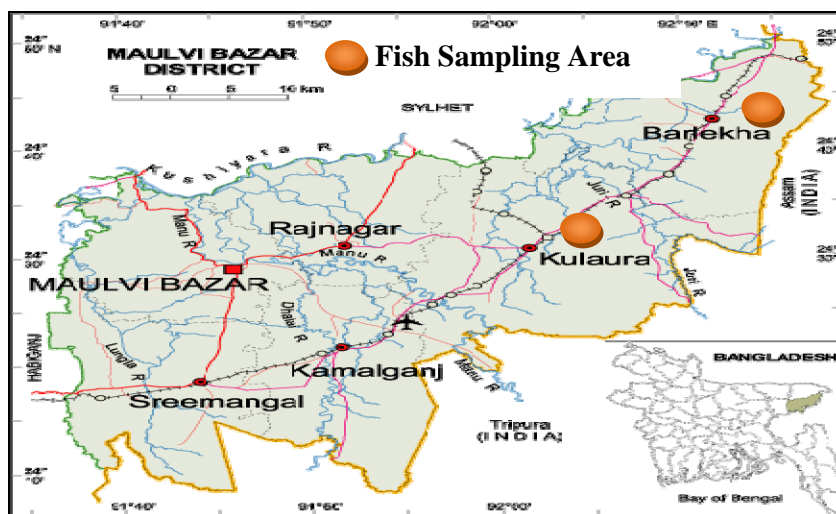 91°40'
91°50'
92°00'
92°10' E
24°
50' N
24°
50'
MAULVI BAZAR
DISTRICT
Fish Sampling Area
5 0 5 10 km
SYLHET
Barlekha
24°
40'
24°
40'
Kushiyara R
Juri R
Assam
(INDIA)
Manu R
Rajnagar
Manu R
Kulaura
24°
30'
24°
30'
MAULVI BAZAR
Juri R
Dhalai R
HABIGANJ
Lungla R
Kamalganj
Manu R
BANGLADESH
Sreemangal
Tripura
(INDIA)
24°
Bay of Bengal
91°40'
91°50'
92°00'